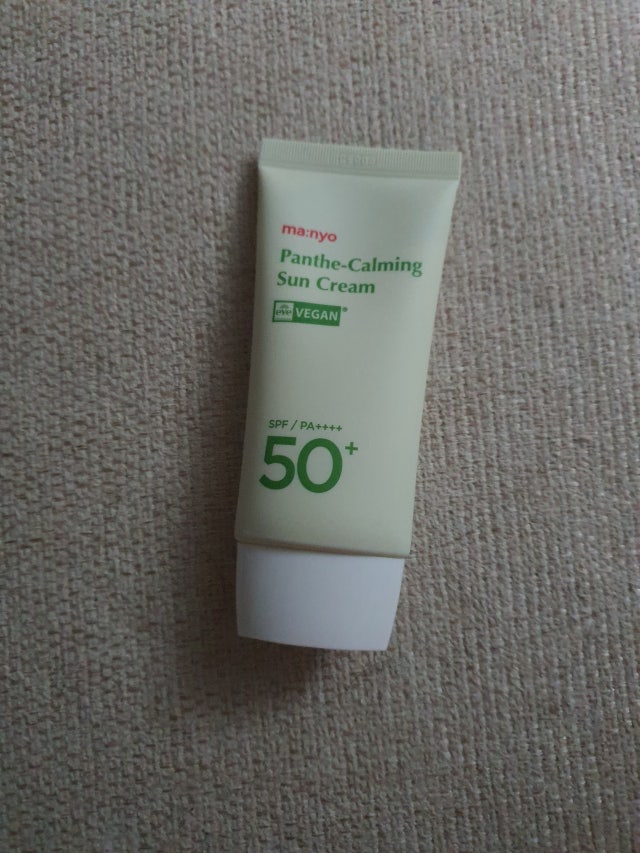 ma:nyo
Panthe-Calming
Sun Cream
eve VEGAN®
SPF / PA++++
50+